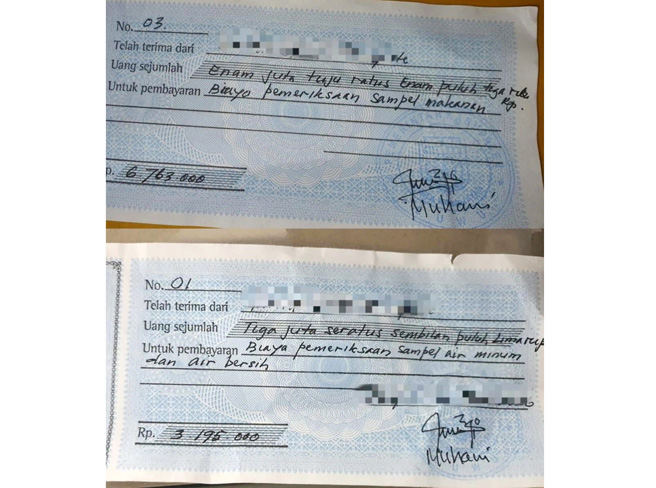 No. 03.
Telah terima dari
Uang sejumlah Enam juta tuju ratus Enam puluh tiga ribu
Rp.
Untuk pembayaran Biaya pemeriksaan sampel makanan
6 763.000
Muhani
No. 01
Telah terima dari
Uang sejumlah Tiga juta seratus sembilan puluh Lima rup
Untuk pembayaran Biaya pemeriksaan sampel air minum
dan air bersih
Rp. 3 195.000
Muhani